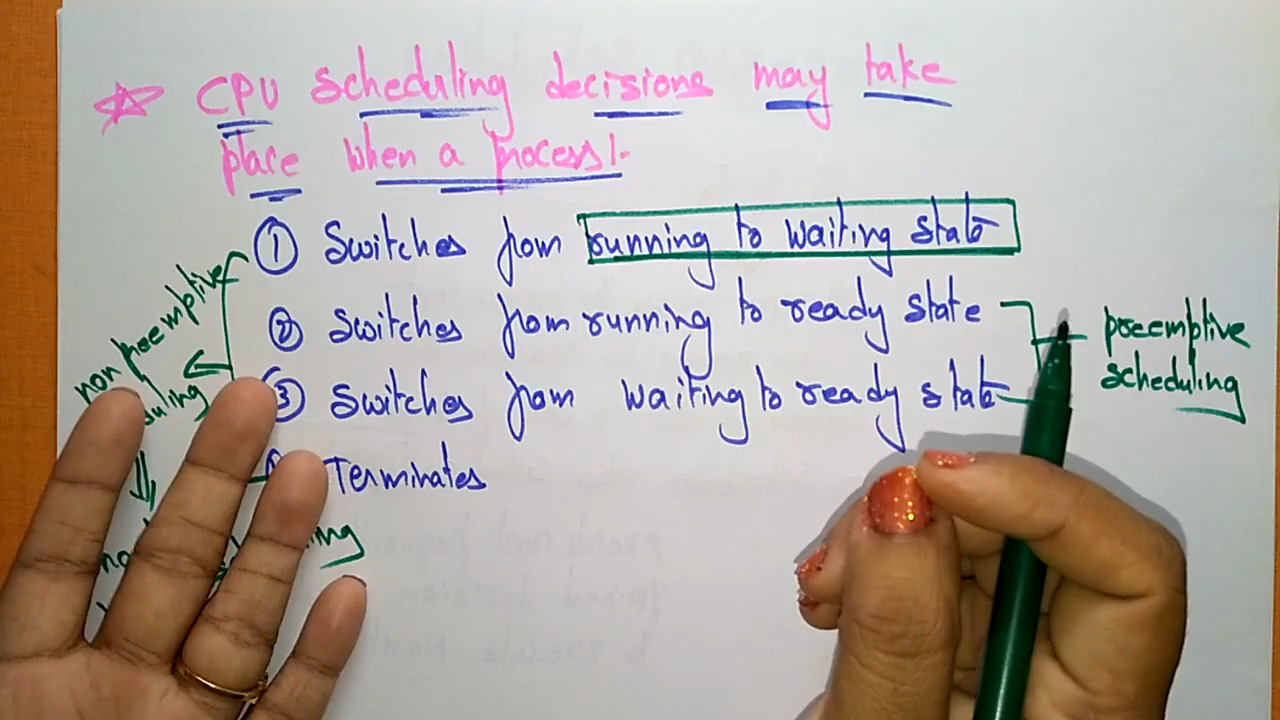 CPU scheduling decisions may take
place when a process:-
① Switches from running to waiting state
② Switches from running to ready state
③ Switches from waiting to ready state
Terminates
non preemptive
preemptive
scheduling